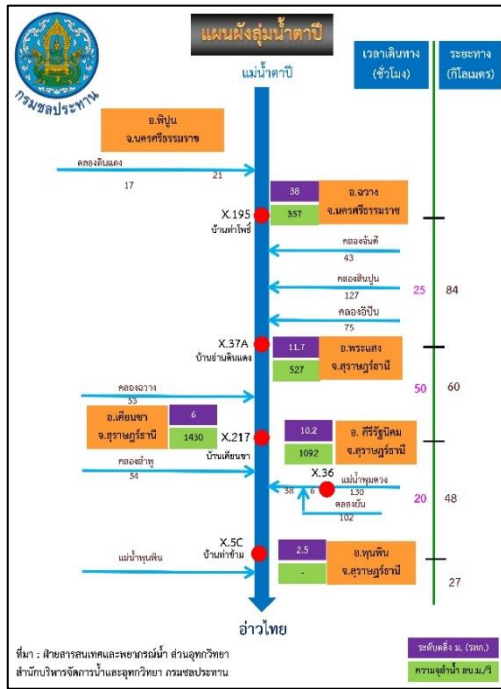 แผนผังลุ่มน้ำตาปี
แม่น้ำตาปี
เวลาเดินทาง
(ชั่วโมง)
ระยะทาง
(กิโลเมตร)
กรมชลประทาน
อ.พิปูน
จ.นครศรีธรรมราช
คลองดินแดง
21
17
38
357
อ.ฉวาง
จ.นครศรีธรรมราช
X.195
บ้านท่าโพธิ์
คลองจันดี
43
คลองสินปูน
127
25
84
คลองอิปัน
75
X.37A
บ้านย่านดินแดง
11.7
527
อ.พระแสง
จ.สุราษฎร์ธานี
50
60
คลองฉวาง
53
อ.เคียนซา
จ.สุราษฎร์ธานี
6
1430
X.217
บ้านเคียนซา
10.2
1092
อ. คีรีรัฐนิคม
จ.สุราษฎร์ธานี
คลองลำพู
54
X.36
แม่น้ำพุมดวง
38
6
130
20
48
คลองยัน
102
X.5C
บ้านท่าข้าม
2.5
-
อ.พุนพิน
จ.สุราษฎร์ธานี
แม่น้ำพุนพิน
27
อ่าวไทย
ที่มา : ฝ่ายสารสนเทศและพยากรณ์น้ำ ส่วนอุทกวิทยา
สำนักบริหารจัดการน้ำและอุทกวิทยา กรมชลประทาน
ระดับตลิ่ง ม. (รทก.)
ความจุลำน้ำ ลบ.ม./วิ